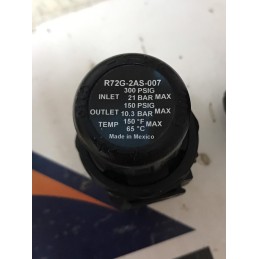 R72G-2AS-007
300 PSIG
INLET 21 BAR MAX
150 PSIG
OUTLET 10.3 BAR MAX
TEMP 150 °F MAX
65 °C
Made in Mexico